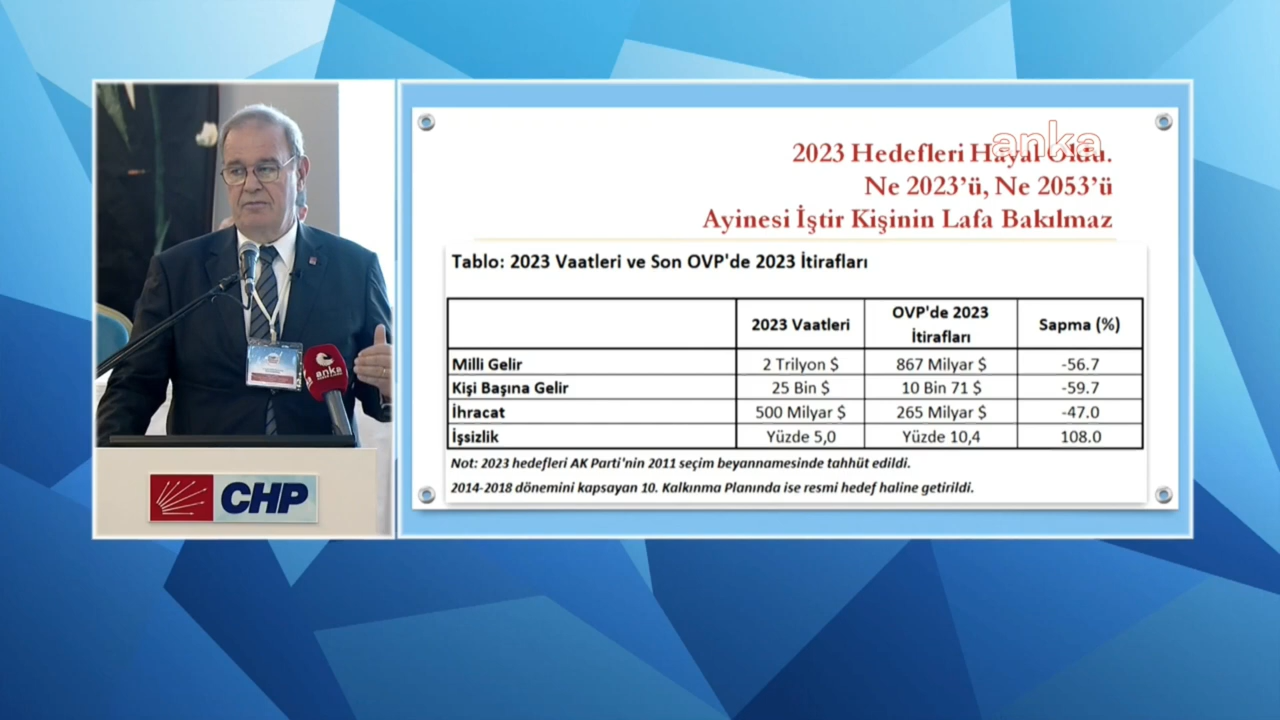 anka
2023 Hedefleri Hayal Oldu.
Ne 2023’ü, Ne 2053’ü
Ayinesi İştir Kişinin Lafa Bakılmaz
Tablo: 2023 Vaatleri ve Son OVP'de 2023 İtirafları
2023 Vaatleri
OVP'de 2023
İtirafları
Sapma (%)
Milli Gelir 2 Trilyon $ 867 Milyar $ -56.7
Kişi Başına Gelir 25 Bin $ 10 Bin 71 $ -59.7
İhracat 500 Milyar $ 265 Milyar $ -47.0
İşsizlik Yüzde 5,0 Yüzde 10,4 108.0
Not: 2023 hedefleri AK Parti'nin 2011 seçim beyannamesinde tahhüt edildi.
2014-2018 dönemini kapsayan 10. Kalkınma Planında ise resmi hedef haline getirildi.
anka
CHP